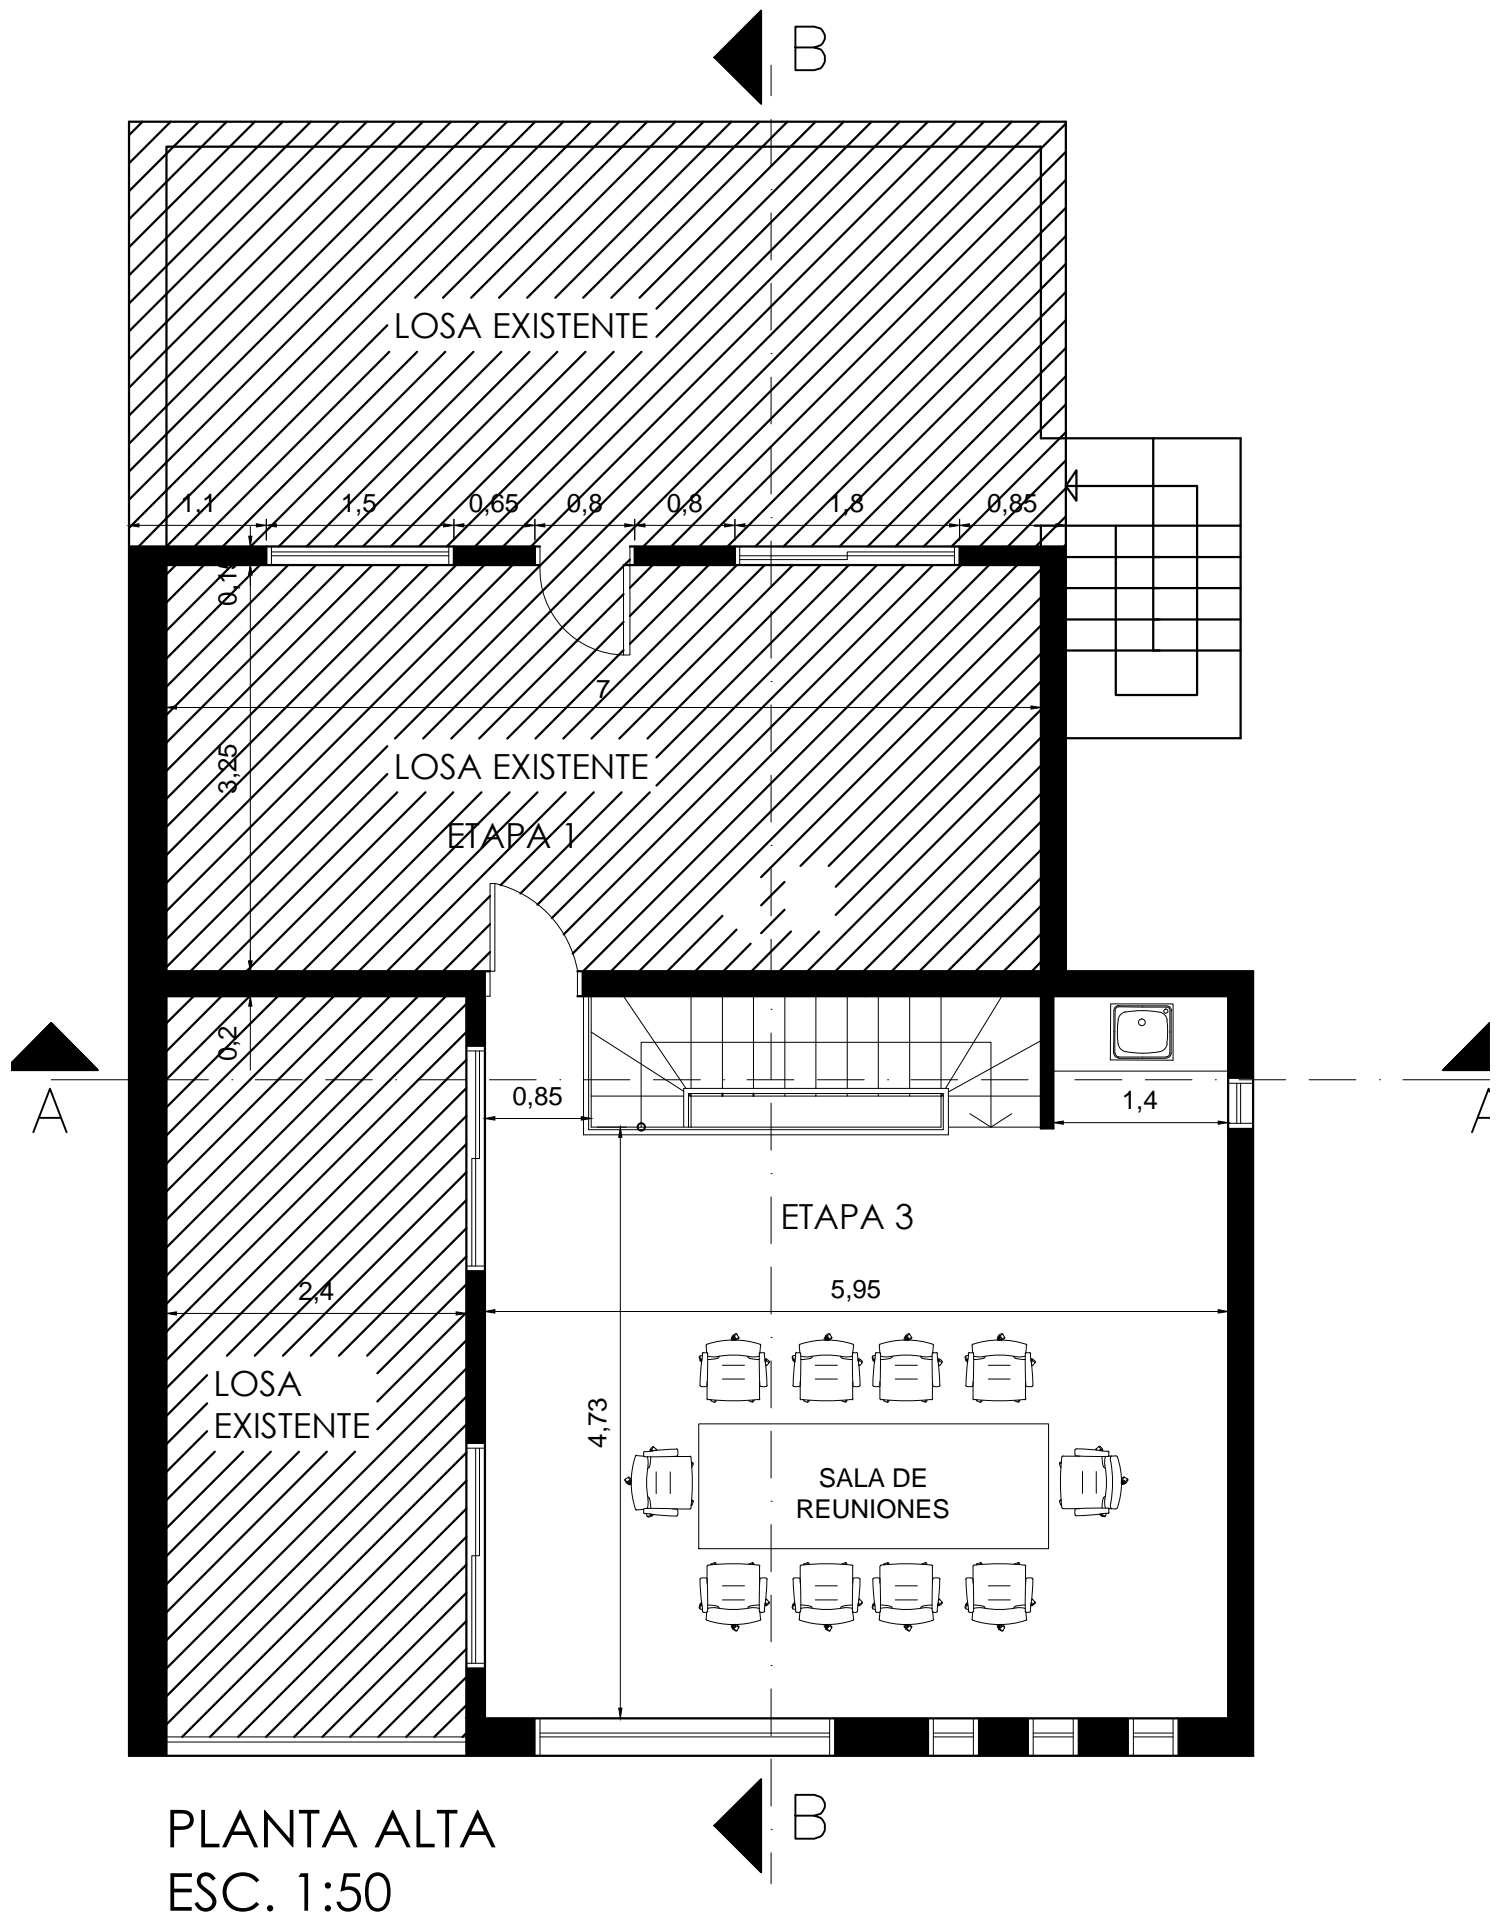 B
LOSA EXISTENTE
1,1
1,5
0,65
0,8
0,8
1,8
0,85
7
3,25
LOSA EXISTENTE
ETAPA 1
0,2
A
0,85
1,4
A
ETAPA 3
2,4
5,95
LOSA
EXISTENTE
4,73
SALA DE
REUNIONES
B
PLANTA ALTA
ESC. 1:50